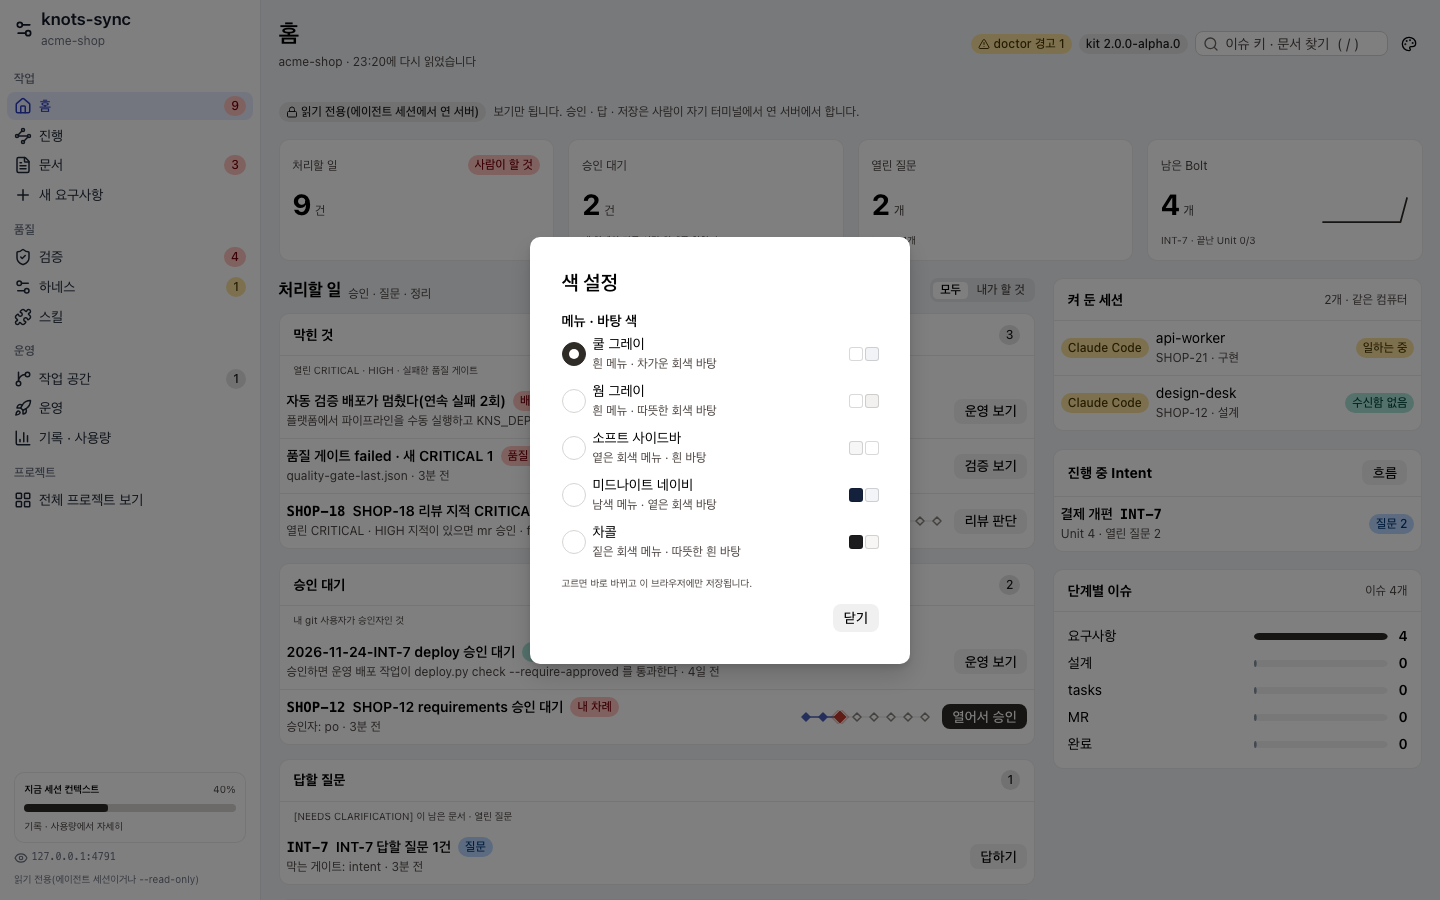 knots-sync
acme-shop
작업
홈 9
진행
문서 3
새 요구사항
품질
검증 4
하네스 1
스킬
운영
작업 공간 1
운영
기록 · 사용량
프로젝트
전체 프로젝트 보기
지금 세션 컨텍스트 40%
기록 · 사용량에서 자세히
127.0.0.1:4791
읽기 전용(에이전트 세션이거나 --read-only)
홈
acme-shop · 23:20에 다시 읽었습니다
doctor 경고 1
kit 2.0.0-alpha.0
이슈 키 · 문서 찾기 ( / )
읽기 전용(에이전트 세션에서 연 서버) 보기만 됩니다. 승인 · 답 · 저장은 사람이 자기 터미널에서 연 서버에서 합니다.
처리할 일 사람이 할 것
9 건
승인 대기
2 건
열린 질문
2 개
남은 Bolt
4 개
INT-7 · 끝난 Unit 0/3
처리할 일 승인 · 질문 · 정리
모두 내가 할 것
막힌 것 3
열린 CRITICAL · HIGH · 실패한 품질 게이트
자동 검증 배포가 멈췄다(연속 실패 2회)
플랫폼에서 파이프라인을 수동 실행하고 KNS_DEP
운영 보기
품질 게이트 failed · 새 CRITICAL 1 품질
quality-gate-last.json · 3분 전
검증 보기
SHOP-18 SHOP-18 리뷰 지적 CRITICA
열린 CRITICAL · HIGH 지적이 있으면 mr 승인 · f
리뷰 판단
승인 대기 2
내 git 사용자가 승인자인 것
2026-11-24-INT-7 deploy 승인 대기
승인하면 운영 배포 작업이 deploy.py check --require-approved 를 통과한다 · 4일 전
운영 보기
SHOP-12 SHOP-12 requirements 승인 대기 내 차례
승인자: po · 3분 전
열어서 승인
답할 질문 1
[NEEDS CLARIFICATION] 이 남은 문서 · 열린 질문
INT-7 INT-7 답할 질문 1건 질문
막는 게이트: intent · 3분 전
답하기
켜 둔 세션 2개 · 같은 컴퓨터
Claude Code api-worker 일하는 중
SHOP-21 · 구현
Claude Code design-desk 수신함 없음
SHOP-12 · 설계
진행 중 Intent 흐름
결제 개편 INT-7 질문 2
Unit 4 · 열린 질문 2
단계별 이슈 이슈 4개
요구사항 4
설계 0
tasks 0
MR 0
완료 0
색 설정
메뉴 · 바탕 색
쿨 그레이
흰 메뉴 · 차가운 회색 바탕
웜 그레이
흰 메뉴 · 따뜻한 회색 바탕
소프트 사이드바
옅은 회색 메뉴 · 흰 바탕
미드나이트 네이비
남색 메뉴 · 옅은 회색 바탕
차콜
짙은 회색 메뉴 · 따뜻한 흰 바탕
고르면 바로 바뀌고 이 브라우저에만 저장됩니다.
닫기